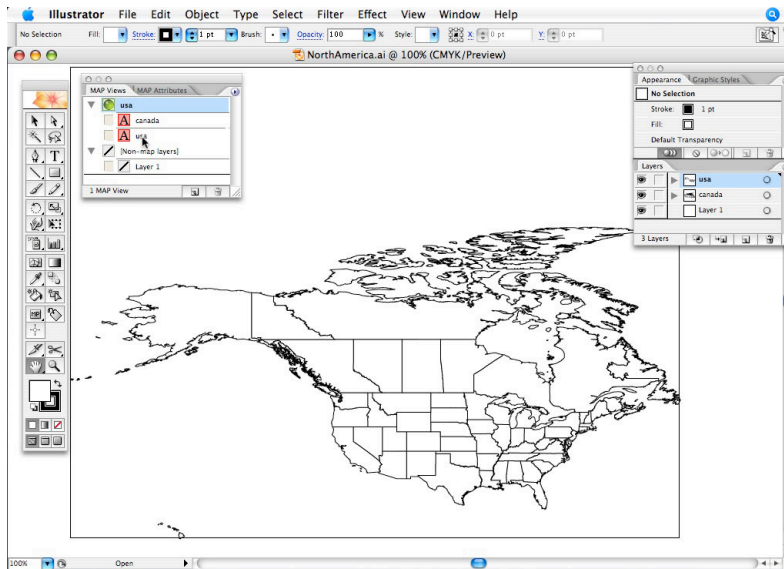 Illustrator File Edit Object Type Select Filter Effect View Window Help
No Selection Fill: Stroke: 1 pt Brush: Opacity: 100 % Style: X: 0 pt Y: 0 pt
NorthAmerica.ai @ 100% (CMYK/Preview)
MAP Views MAP Attributes
usa
canada
usa
[Non-map layers]
Layer 1
1 MAP View
Appearance Graphic Styles
No Selection
Stroke: 1 pt
Fill:
Default Transparency
Layers
usa
canada
Layer 1
3 Layers
T
A
A
100% Open